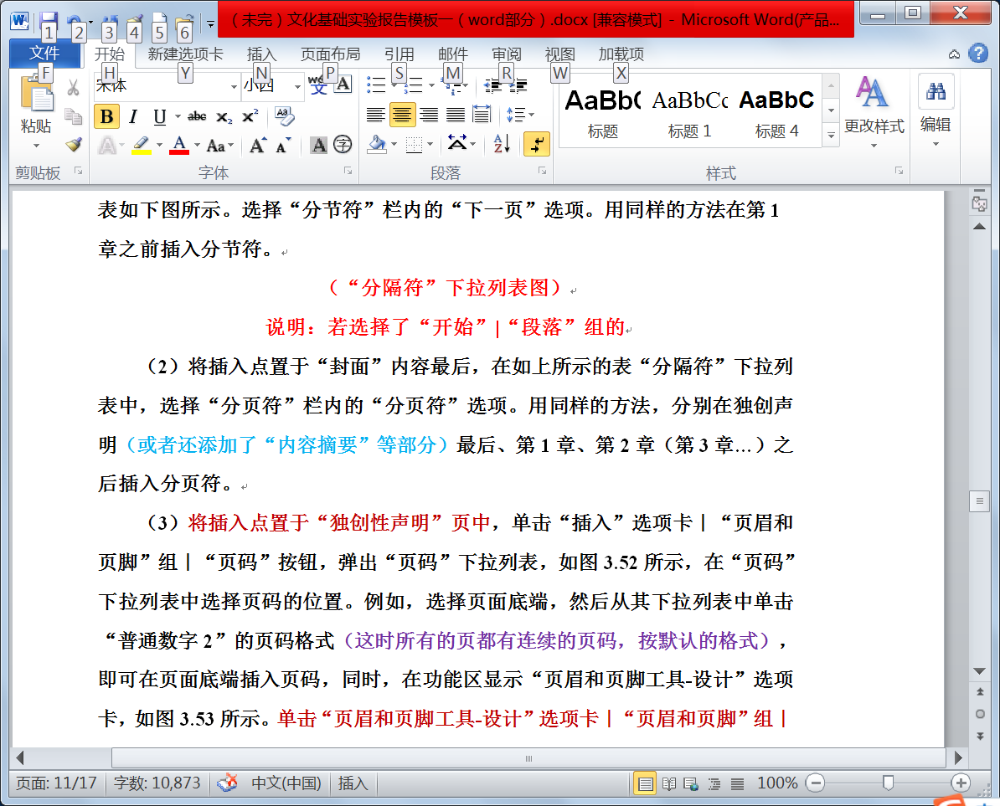 （未完）文化基础实验报告模板一（word部分）.docx [兼容模式] - Microsoft Word(产品...
1 2 3 4 5 6
文件 开始 新建选项卡 插入 页面布局 引用 邮件 审阅 视图 加载项
F H Y N P S M R W X
宋体 小四
粘贴
B I U abc x₂ x² Aa
AaBb( AaBbCc AaBbC
标题 标题 1 标题 4
更改样式 编辑
剪贴板 字体 段落 样式
表如下图所示。选择“分节符”栏内的“下一页”选项。用同样的方法在第 1
章之前插入分节符。
（“分隔符”下拉列表图）
说明：若选择了“开始”|“段落”组的
（2）将插入点置于“封面”内容最后，在如上所示的表“分隔符”下拉列
表中，选择“分页符”栏内的“分页符”选项。用同样的方法，分别在独创声
明（或者还添加了“内容摘要”等部分）最后、第 1 章、第 2 章（第 3 章…）之
后插入分页符。
（3）将插入点置于“独创性声明”页中，单击“插入”选项卡｜“页眉和
页脚”组｜“页码”按钮，弹出“页码”下拉列表，如图 3.52 所示，在“页码”
下拉列表中选择页码的位置。例如，选择页面底端，然后从其下拉列表中单击
“普通数字 2”的页码格式（这时所有的页都有连续的页码，按默认的格式），
即可在页面底端插入页码，同时，在功能区显示“页眉和页脚工具-设计”选项
卡，如图 3.53 所示。单击“页眉和页脚工具-设计”选项卡｜“页眉和页脚”组｜
页面: 11/17 字数: 10,873 中文(中国) 插入 100%